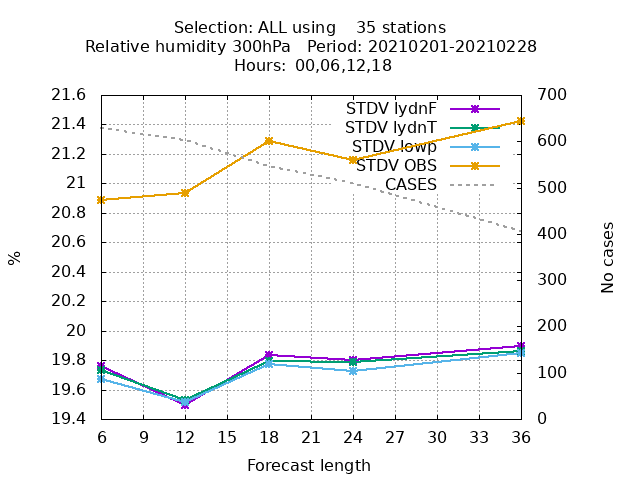 Selection: ALL using    35 stations
Relative humidity 300hPa   Period: 20210201-20210228
Hours: 00,06,12,18
STDV IydnF
STDV IydnT
STDV Iowp
STDV OBS
CASES
21.6
21.4
21.2
21
20.8
20.6
20.4
20.2
20
19.8
19.6
19.4
%
700
600
500
400
300
200
100
0
No cases
6 9 12 15 18 21 24 27 30 33 36
Forecast length